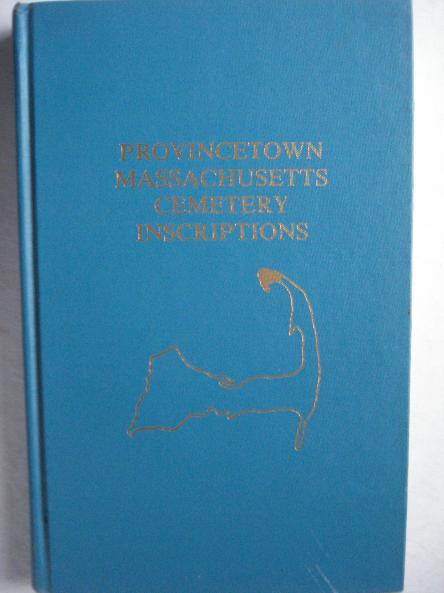 PROVINCETOWN
MASSACHUSETTS
CEMETERY
INSCRIPTIONS